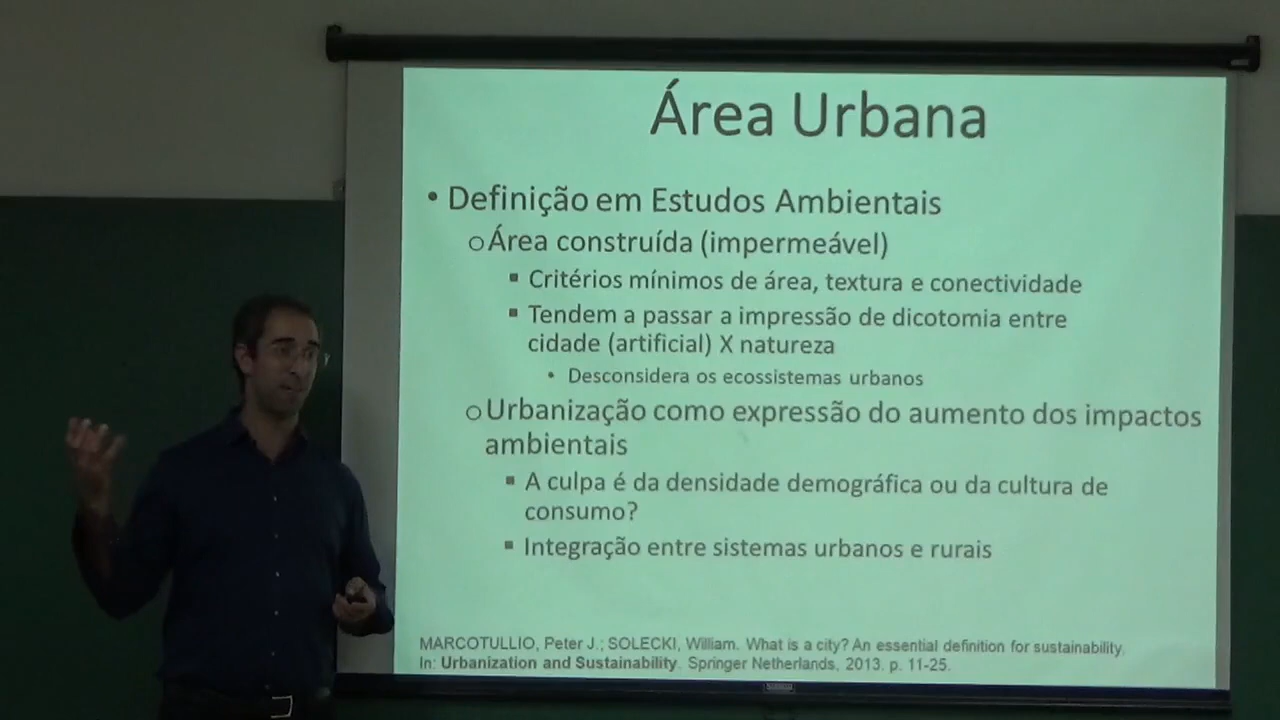 Área Urbana
• Definição em Estudos Ambientais
o Área construída (impermeável)
▪ Critérios mínimos de área, textura e conectividade
▪ Tendem a passar a impressão de dicotomia entre
cidade (artificial) X natureza
• Desconsidera os ecossistemas urbanos
o Urbanização como expressão do aumento dos impactos
ambientais
▪ A culpa é da densidade demográfica ou da cultura de
consumo?
▪ Integração entre sistemas urbanos e rurais
MARCOTULLIO, Peter J.; SOLECKI, William. What is a city? An essential definition for sustainability.
In: Urbanization and Sustainability. Springer Netherlands, 2013. p. 11-25.